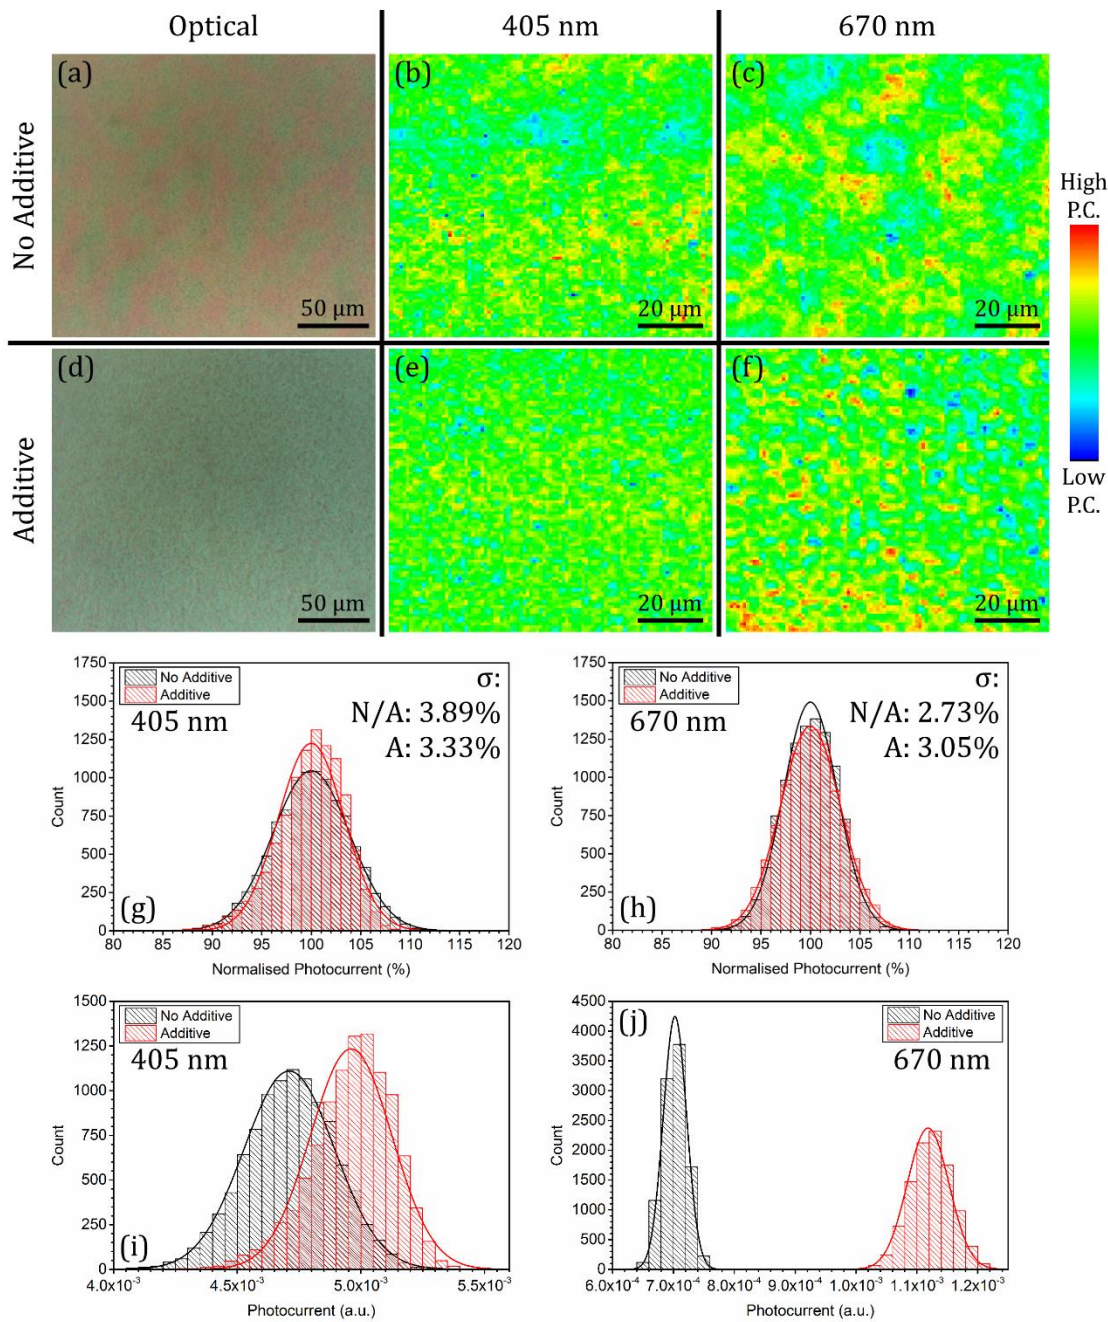 Optical
405 nm
670 nm
No Additive
(a)
50 µm
(b)
20 µm
(c)
20 µm
High
P.C.
Low
P.C.
Additive
(d)
50 µm
(e)
20 µm
(f)
20 µm
1750
1500
1250
1000
750
500
250
0
Count
No Additive
Additive
405 nm
σ:
N/A: 3.89%
A: 3.33%
(g)
80 85 90 95 100 105 110 115 120
Normalised Photocurrent (%)
1750
1500
1250
1000
750
500
250
0
Count
No Additive
Additive
670 nm
σ:
N/A: 2.73%
A: 3.05%
(h)
80 85 90 95 100 105 110 115 120
Normalised Photocurrent (%)
1500
1250
1000
750
500
250
0
Count
No Additive
Additive
405 nm
(i)
4.0x10⁻³ 4.5x10⁻³ 5.0x10⁻³ 5.5x10⁻³
Photocurrent (a.u.)
4500
4000
3500
3000
2500
2000
1500
1000
500
0
Count
(j)
No Additive
Additive
670 nm
6.0x10⁻⁴ 7.0x10⁻⁴ 8.0x10⁻⁴ 9.0x10⁻⁴ 1.0x10⁻³ 1.1x10⁻³ 1.2x10⁻³
Photocurrent (a.u.)